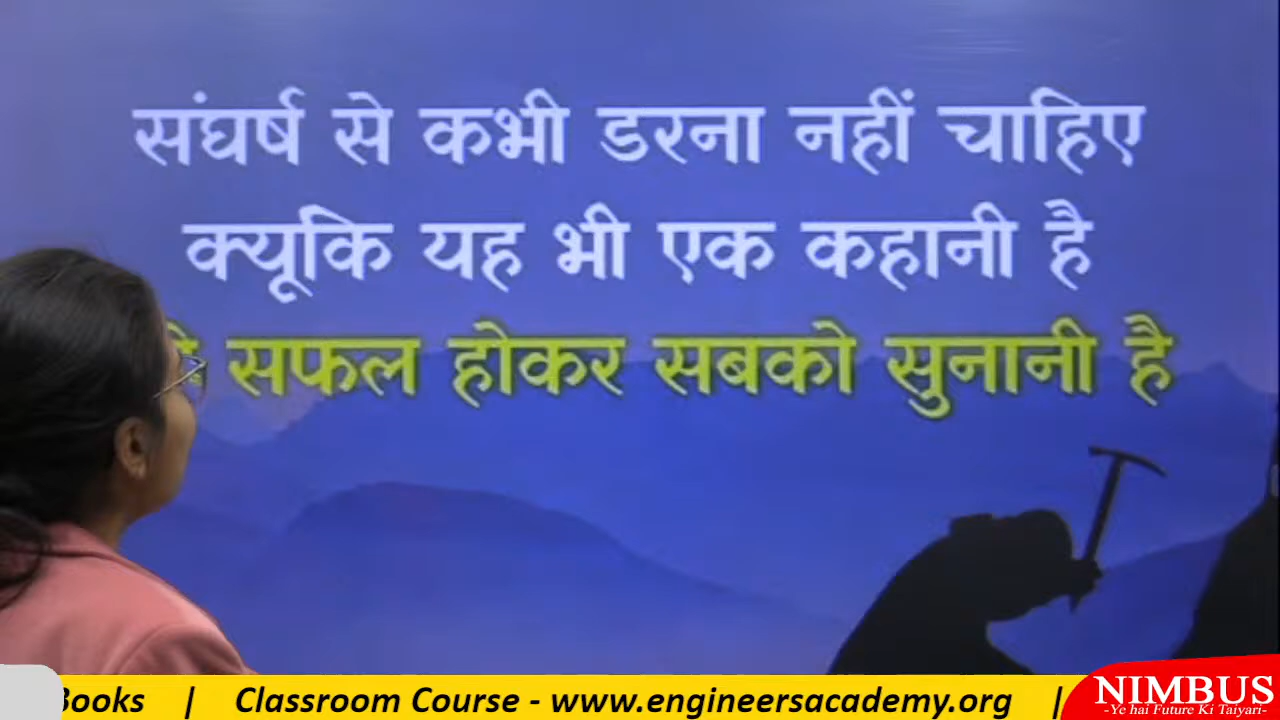 संघर्ष से कभी डरना नहीं चाहिए
क्यूंकि यह भी एक कहानी है
सफल होकर सबको सुनानी है
Books | Classroom Course - www.engineersacademy.org |
NIMBUS
-Ye hai Future Ki Taiyari-